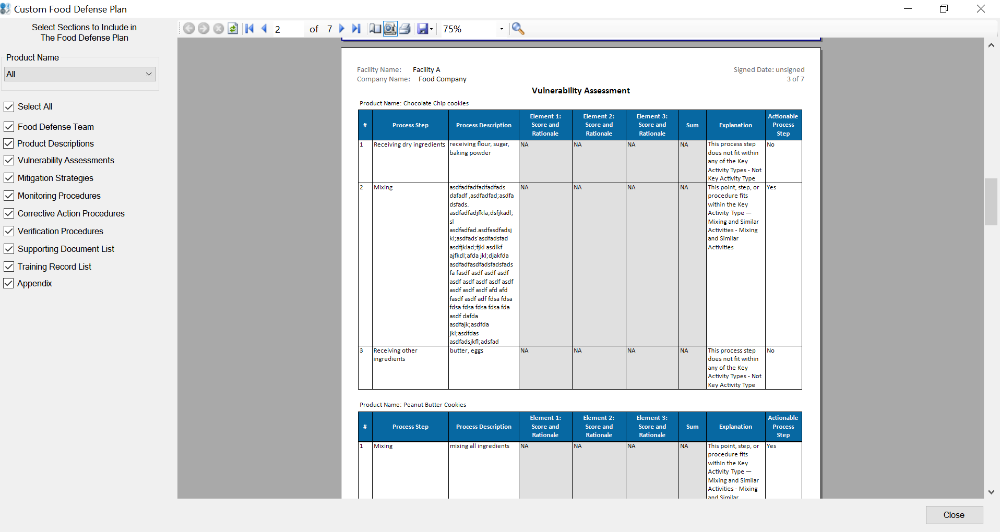 Custom Food Defense Plan
Select Sections to Include in
The Food Defense Plan
Product Name
All
Select All
Food Defense Team
Product Descriptions
Vulnerability Assessments
Mitigation Strategies
Monitoring Procedures
Corrective Action Procedures
Verification Procedures
Supporting Document List
Training Record List
Appendix
2 of 7 75%
Facility Name: Facility A Signed Date: unsigned
Company Name: Food Company 3 of 7
Vulnerability Assessment
Product Name: Chocolate Chip cookies
# Process Step Process Description Element 1: Score and Rationale Element 2: Score and Rationale Element 3: Score and Rationale Sum Explanation Actionable Process Step
1 Receiving dry ingredients
receiving flour, sugar,
baking powder
NA NA NA NA
This process step
does not fit within
any of the Key
Activity Types - Not
Key Activity Type
No
2 Mixing
asdfadfadfadfadfads
dafadf ,asdfadfad;asdfa
dsfads.
asdfadfadjfkla;dsfjkadl;
sl
asdfadfad.asdfasdfadsj
kl;asdfads'asdfadsfad
asdfjklad;fjkl asdlkf
ajfkdl;afda jkl;djakfda
asdfadfasdfadsfadsfads
fa fasdf asdf asdf asdf
asdf asdf asdf asdf asdf
asdf asdf asdf afd afd
fasdf asdf adf fdsa fdsa
fdsa fdsa fdsa fdsa fda
asdf dafda
asdfajk;asdfda
jkl;asdfdas
asdfadsjkfl;adsfad
NA NA NA NA
This point, step, or
procedure fits
within the Key
Activity Type —
Mixing and Similar
Activities - Mixing
and Similar
Activities
Yes
3 Receiving other
ingredients
butter, eggs
NA NA NA NA
This process step
does not fit within
any of the Key
Activity Types - Not
Key Activity Type
No
Product Name: Peanut Butter Cookies
# Process Step Process Description Element 1: Score and Rationale Element 2: Score and Rationale Element 3: Score and Rationale Sum Explanation Actionable Process Step
1 Mixing
mixing all ingredients
NA NA NA NA
This point, step, or
procedure fits
within the Key
Activity Type —
Mixing and Similar
Activities - Mixing
and Similar
Yes
Close